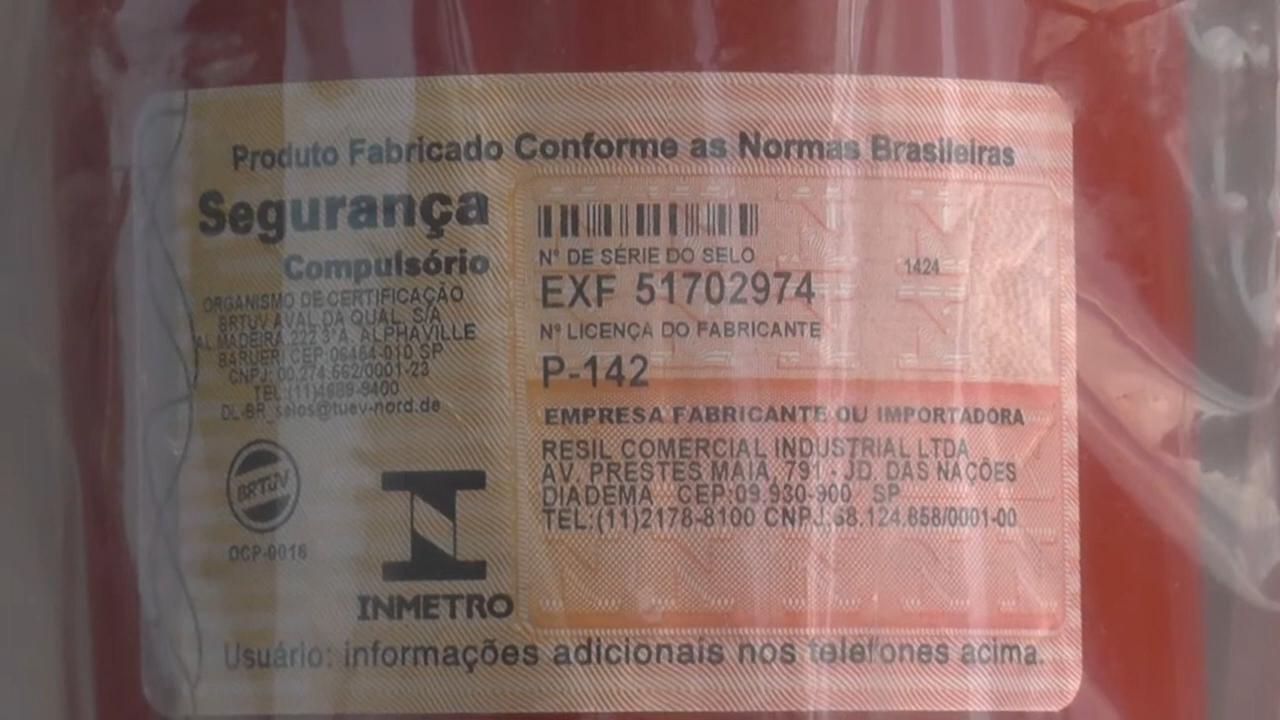 Produto Fabricado Conforme as Normas Brasileiras
Segurança
Compulsório
ORGANISMO DE CERTIFICAÇÃO
BRTUV AVAL DA QUAL. S/A
AL MADEIRA 222 3°A. ALPHAVILLE
BARUERI CEP:06454-010 SP
CNPJ: 00.274.662/0001-23
TEL:(11)4689-9400
DL-BR_selos@tuev-nord.de
BRTUV
OCP-0016
INMETRO
N° DE SÉRIE DO SELO
1424
EXF 51702974
N° LICENÇA DO FABRICANTE
P-142
EMPRESA FABRICANTE OU IMPORTADORA
RESIL COMERCIAL INDUSTRIAL LTDA
AV. PRESTES MAIA, 791 - JD. DAS NAÇÕES
DIADEMA CEP:09.930-900 SP
TEL:(11)2178-8100 CNPJ.68.124.658/0001-00
Usuário: informações adicionais nos telefones acima.